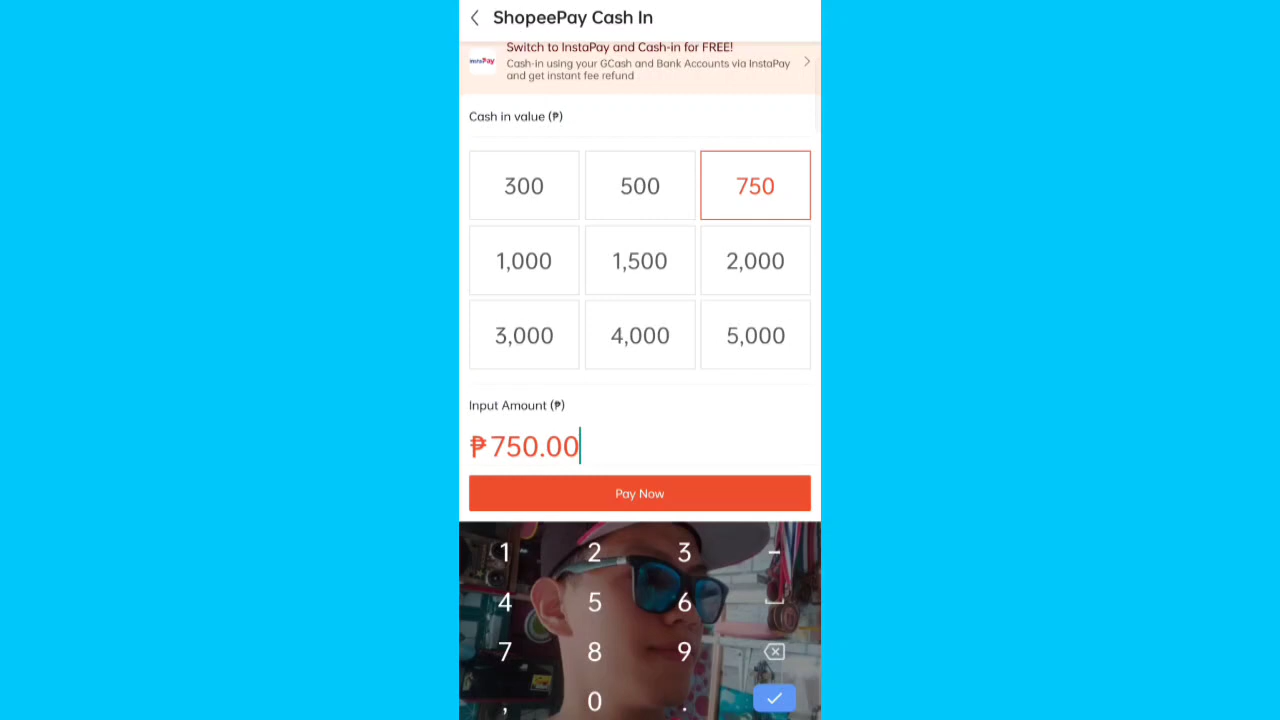 ShopeePay Cash In
Switch to InstaPay and Cash-in for FREE!
InstaPay
Cash-in using your GCash and Bank Accounts via InstaPay
and get instant fee refund
Cash in value (₱)
300 500 750
1,000 1,500 2,000
3,000 4,000 5,000
Input Amount (₱)
₱750.00
Pay Now
1 2 3 -
4 5 6
7 8 9
, 0 .